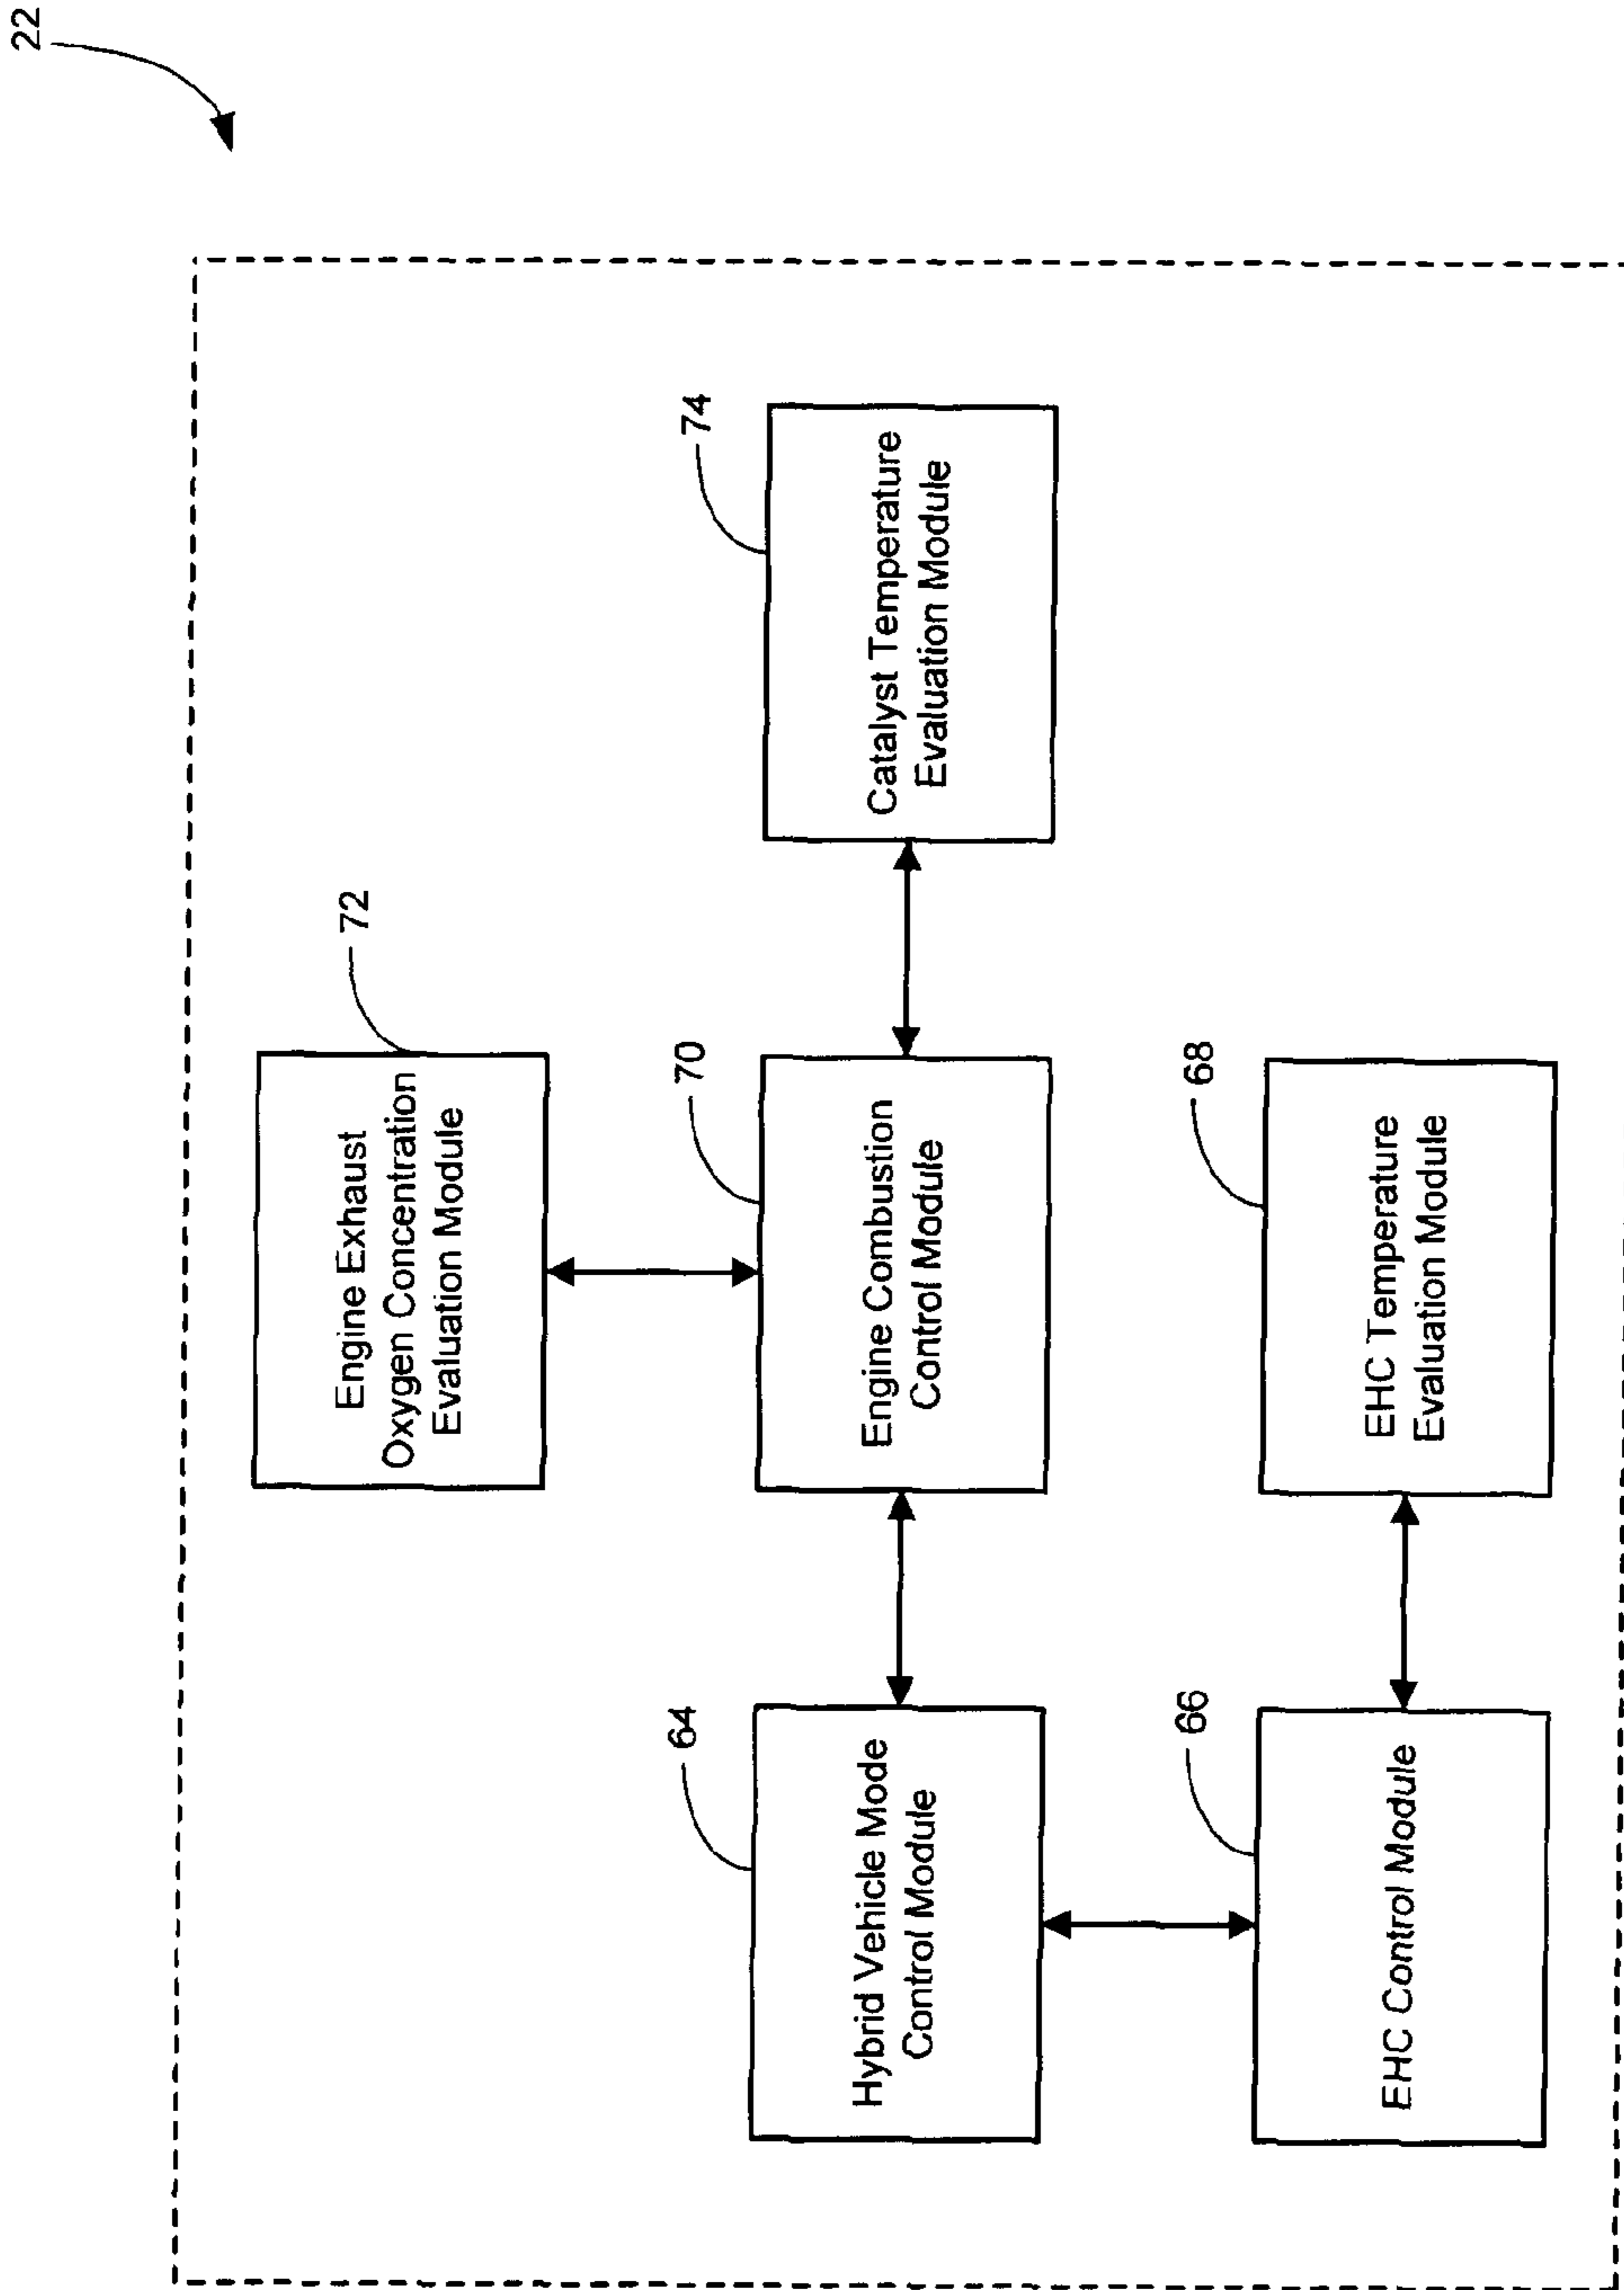 22
72
Engine Exhaust
Oxygen Concentration
Evaluation Module
64
Hybrid Vehicle Mode
Control Module
70
Engine Combustion
Control Module
74
Catalyst Temperature
Evaluation Module
66
EHC Control Module
68
EHC Temperature
Evaluation Module